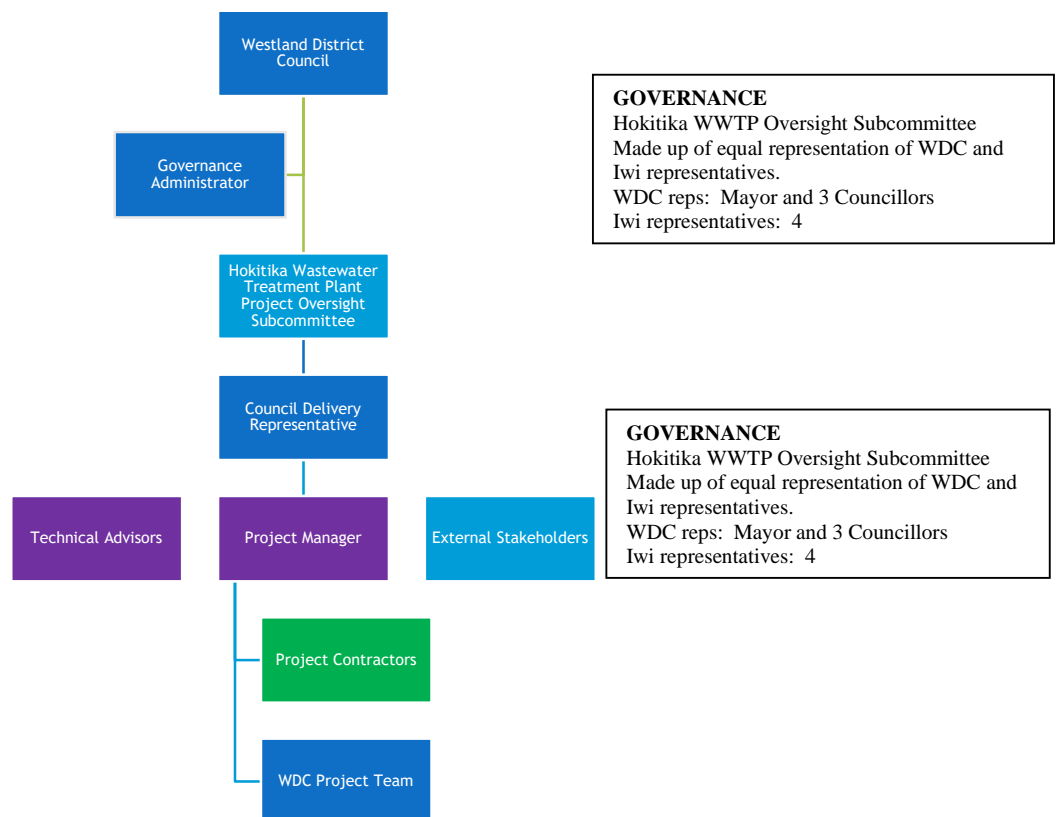 Westland District
Council
GOVERNANCE
Hokitika WWTP Oversight Subcommittee
Made up of equal representation of WDC and
Iwi representatives.
WDC reps:  Mayor and 3 Councillors
Iwi representatives:  4
Governance
Administrator
Hokitika Wastewater
Treatment Plant
Project Oversight
Subcommittee
Council Delivery
Representative
GOVERNANCE
Hokitika WWTP Oversight Subcommittee
Made up of equal representation of WDC and
Iwi representatives.
WDC reps:  Mayor and 3 Councillors
Iwi representatives:  4
Technical Advisors
Project Manager
External Stakeholders
Project Contractors
WDC Project Team